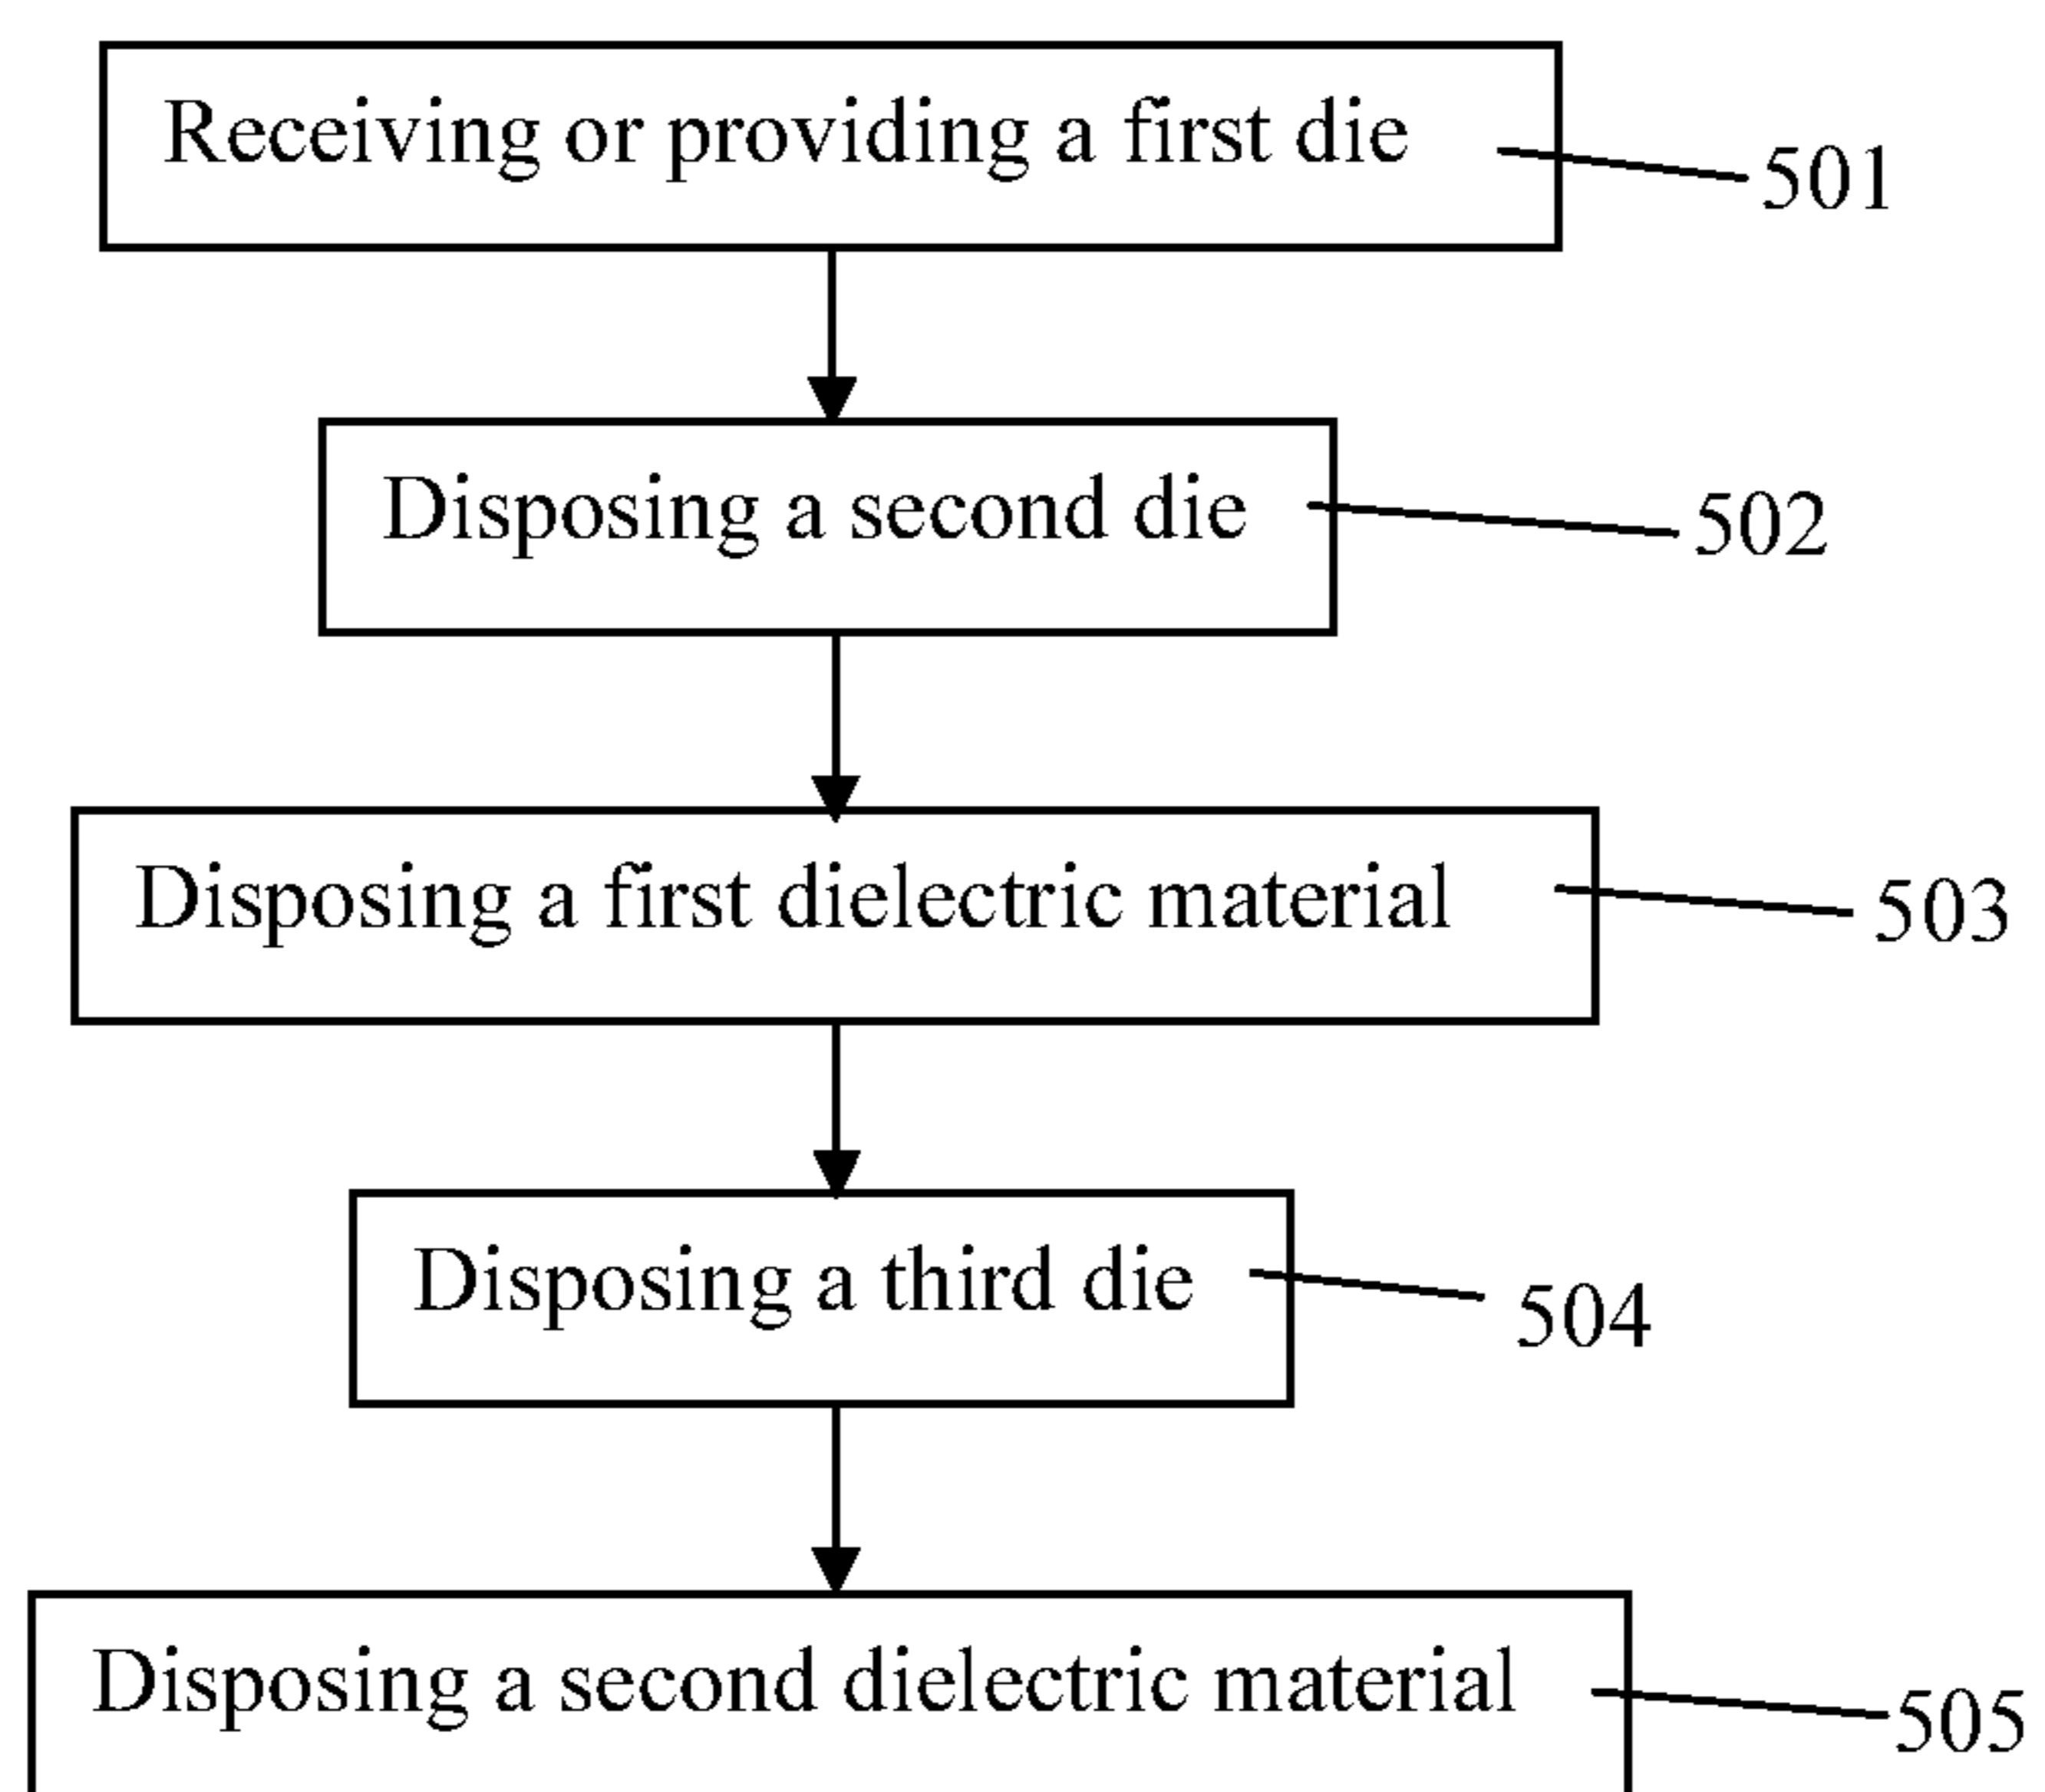 Receiving or providing a first die
501
Disposing a second die
502
Disposing a first dielectric material
503
Disposing a third die
504
Disposing a second dielectric material
505